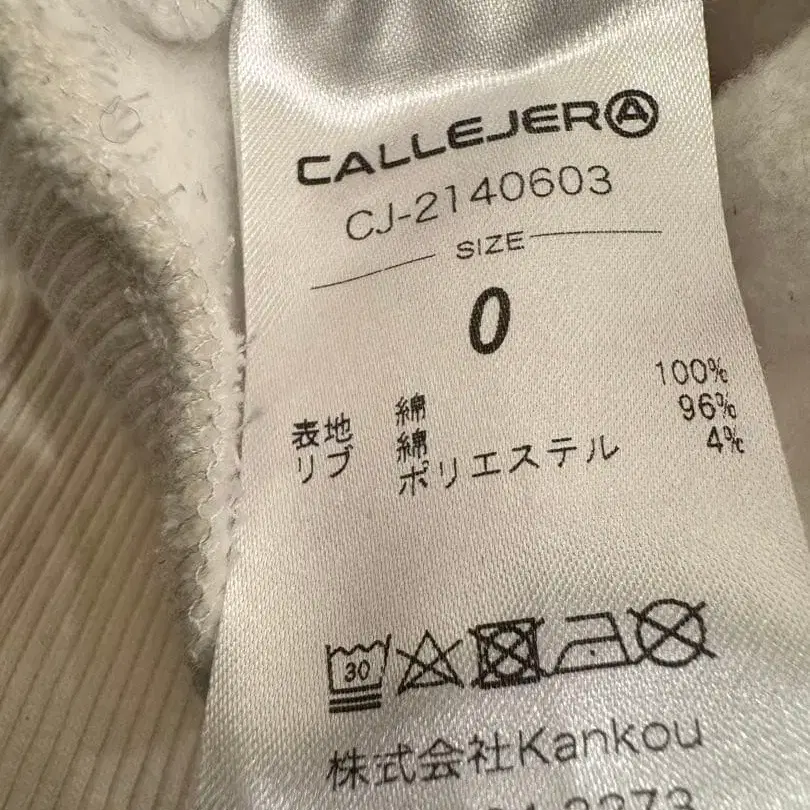 CALLEJERA
CJ-2140603
SIZE
0
表地 綿 100%
リブ 綿 96%
ポリエステル 4%
30
株式会社Kankou